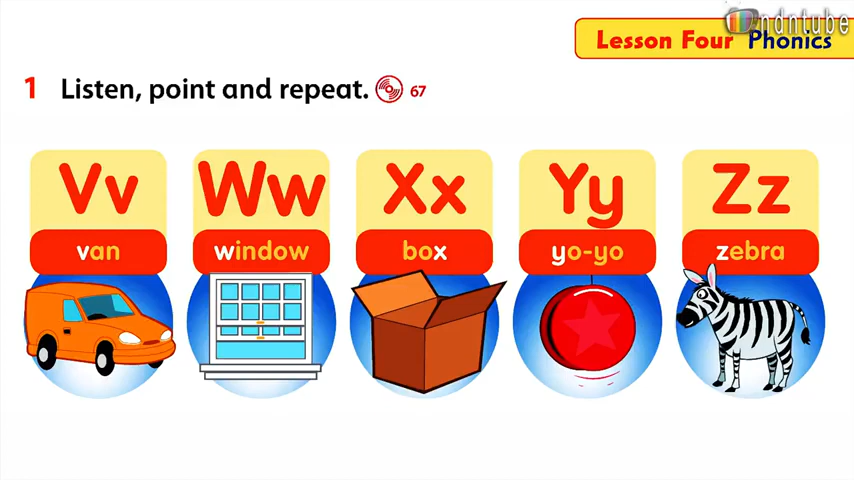 ndntube
Lesson Four Phonics
1 Listen, point and repeat. 67
Vv Ww Xx Yy Zz
van window box yo-yo zebra